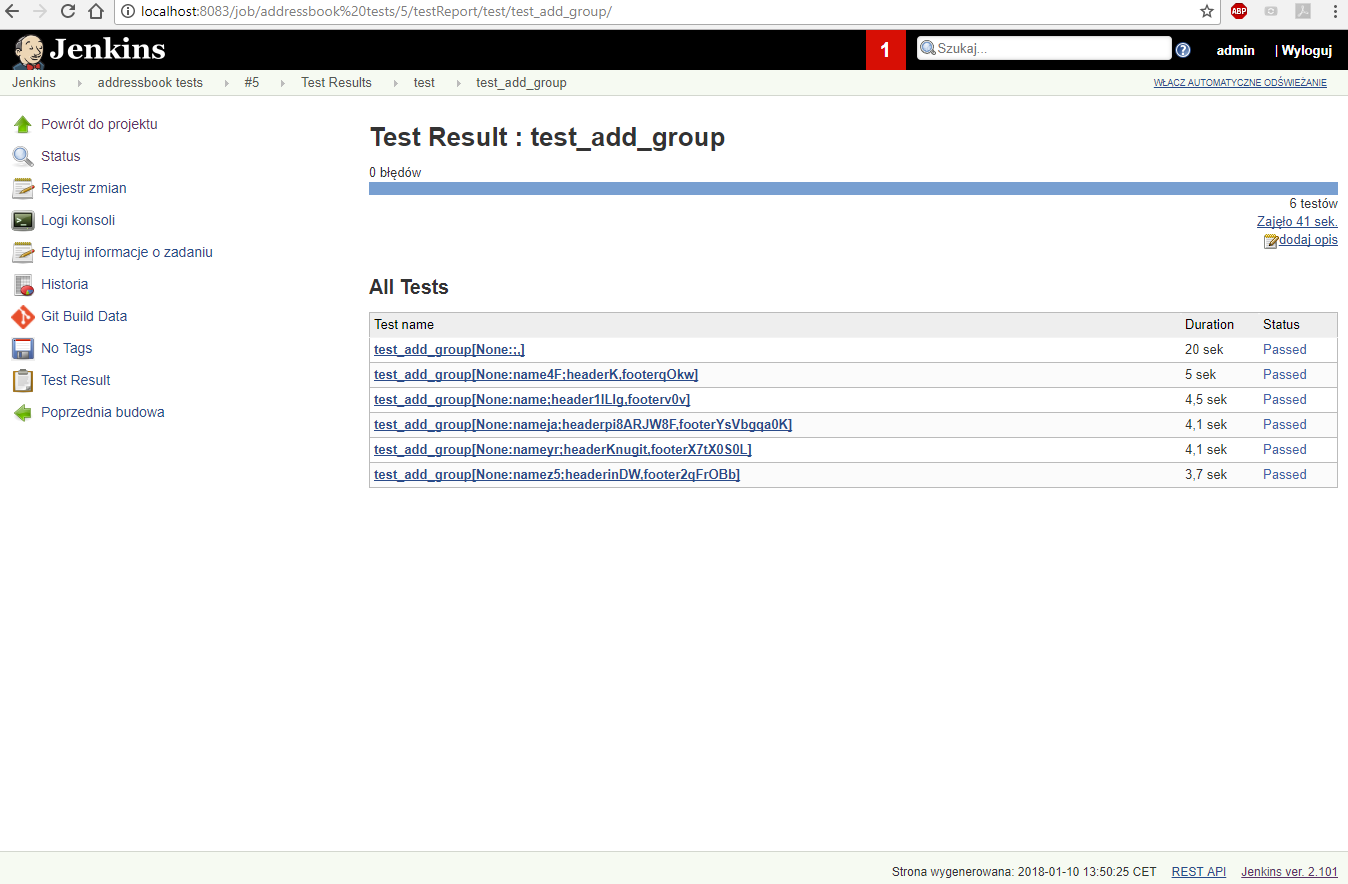 localhost:8083/job/addressbook%20tests/5/testReport/test/test_add_group/
ABP
Jenkins
1
Szukaj...
?
admin
| Wyloguj
Jenkins
addressbook tests
#5
Test Results
test
test_add_group
WŁĄCZ AUTOMATYCZNE ODŚWIEŻANIE
Powrót do projektu
Status
Rejestr zmian
Logi konsoli
Edytuj informacje o zadaniu
Historia
Git Build Data
No Tags
Test Result
Poprzednia budowa
Test Result : test_add_group
0 błędów
6 testów
Zajęło 41 sek.
dodaj opis
All Tests
Test name Duration Status
test_add_group[None:;,] 20 sek Passed
test_add_group[None:name4F;headerK,footerqOkw] 5 sek Passed
test_add_group[None:name;header1ILIg,footerv0v] 4,5 sek Passed
test_add_group[None:nameja;headerpi8ARJW8F,footerYsVbgqa0K] 4,1 sek Passed
test_add_group[None:nameyr;headerKnugit,footerX7tX0S0L] 4,1 sek Passed
test_add_group[None:namez5;headerinDW,footer2qFrOBb] 3,7 sek Passed
Strona wygenerowana: 2018-01-10 13:50:25 CET
REST API
Jenkins ver. 2.101